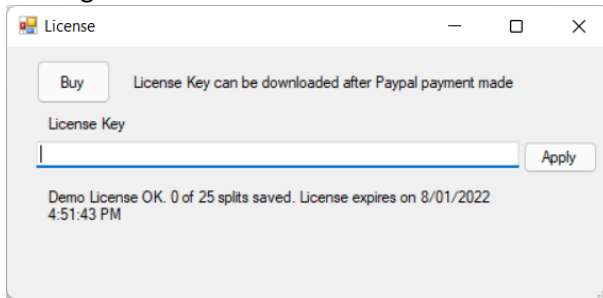 License
Buy
License Key can be downloaded after Paypal payment made
License Key
Apply
Demo License OK. 0 of 25 splits saved. License expires on 8/01/2022
4:51:43 PM